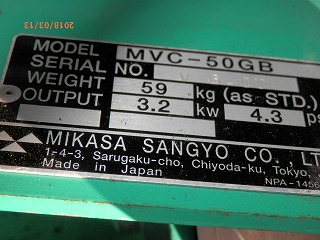 2018/03/13
MODEL MVC-50GB
SERIAL NO.
WEIGHT 59 kg (as. STD.)
OUTPUT 3.2 kw 4.3 ps
MIKASA SANGYO CO., LT
1-4-3, Sarugaku-cho, Chiyoda-ku, Tokyo,
Made in Japan NPA-1456